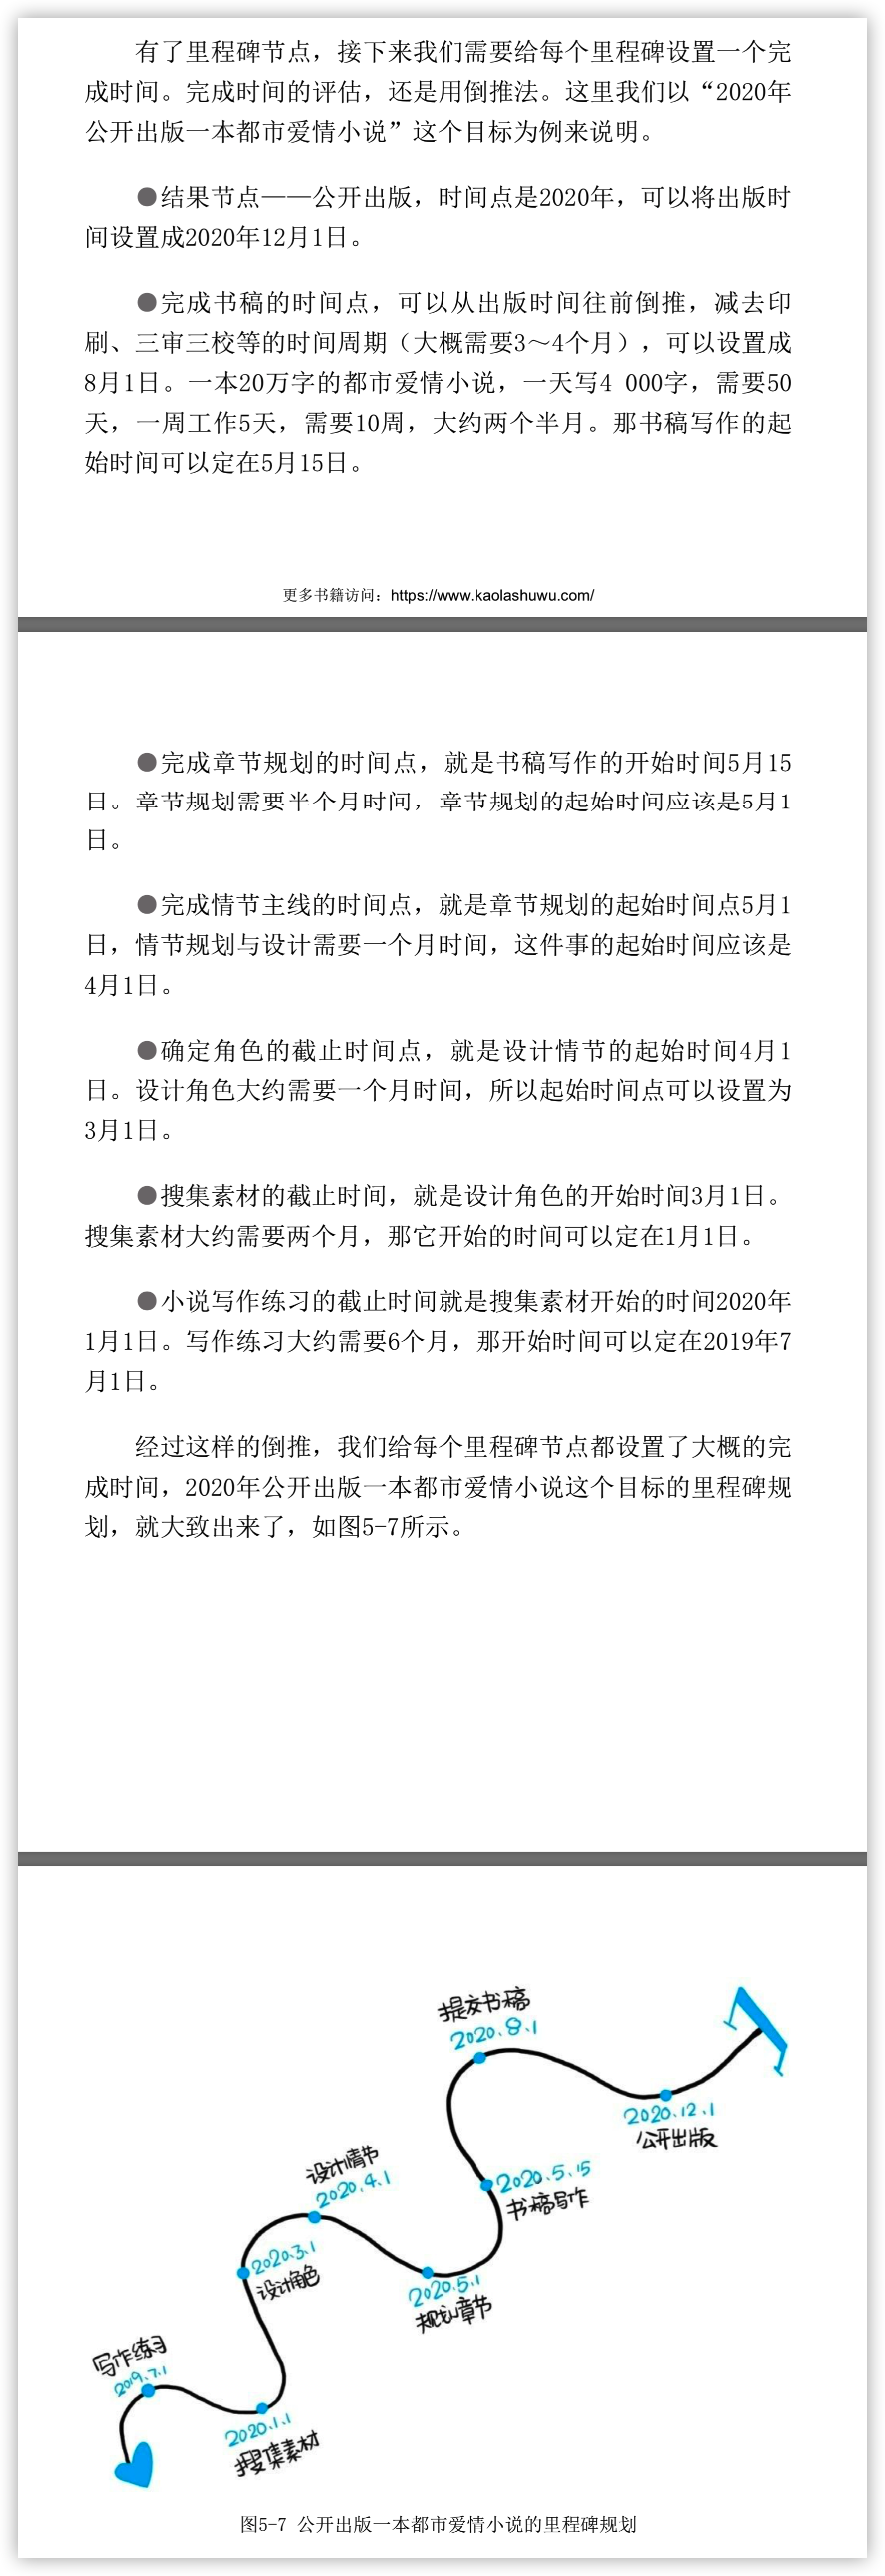 有了里程碑节点，接下来我们需要给每个里程碑设置一个完
成时间。完成时间的评估，还是用倒推法。这里我们以“2020年
公开出版一本都市爱情小说”这个目标为例来说明。
●结果节点——公开出版，时间点是2020年，可以将出版时
间设置成2020年12月1日。
●完成书稿的时间点，可以从出版时间往前倒推，减去印
刷、三审三校等的时间周期（大概需要3～4个月），可以设置成
8月1日。一本20万字的都市爱情小说，一天写4 000字，需要50
天，一周工作5天，需要10周，大约两个半月。那书稿写作的起
始时间可以定在5月15日。
更多书籍访问：https://www.kaolashuwu.com/
●完成章节规划的时间点，就是书稿写作的开始时间5月15
日。章节规划需要半个月时间，章节规划的起始时间应该是5月1
日。
●完成情节主线的时间点，就是章节规划的起始时间点5月1
日，情节规划与设计需要一个月时间，这件事的起始时间应该是
4月1日。
●确定角色的截止时间点，就是设计情节的起始时间4月1
日。设计角色大约需要一个月时间，所以起始时间点可以设置为
3月1日。
●搜集素材的截止时间，就是设计角色的开始时间3月1日。
搜集素材大约需要两个月，那它开始的时间可以定在1月1日。
●小说写作练习的截止时间就是搜集素材开始的时间2020年
1月1日。写作练习大约需要6个月，那开始时间可以定在2019年7
月1日。
经过这样的倒推，我们给每个里程碑节点都设置了大概的完
成时间，2020年公开出版一本都市爱情小说这个目标的里程碑规
划，就大致出来了，如图5-7所示。
提交书稿
2020.8.1
2020.12.1
公开出版
设计情节
2020.4.1
2020.5.15
书稿写作
2020.3.1
设计角色
2020.5.1
规划章节
写作练习
2019.7.1
2020.1.1
搜集素材
图5-7 公开出版一本都市爱情小说的里程碑规划